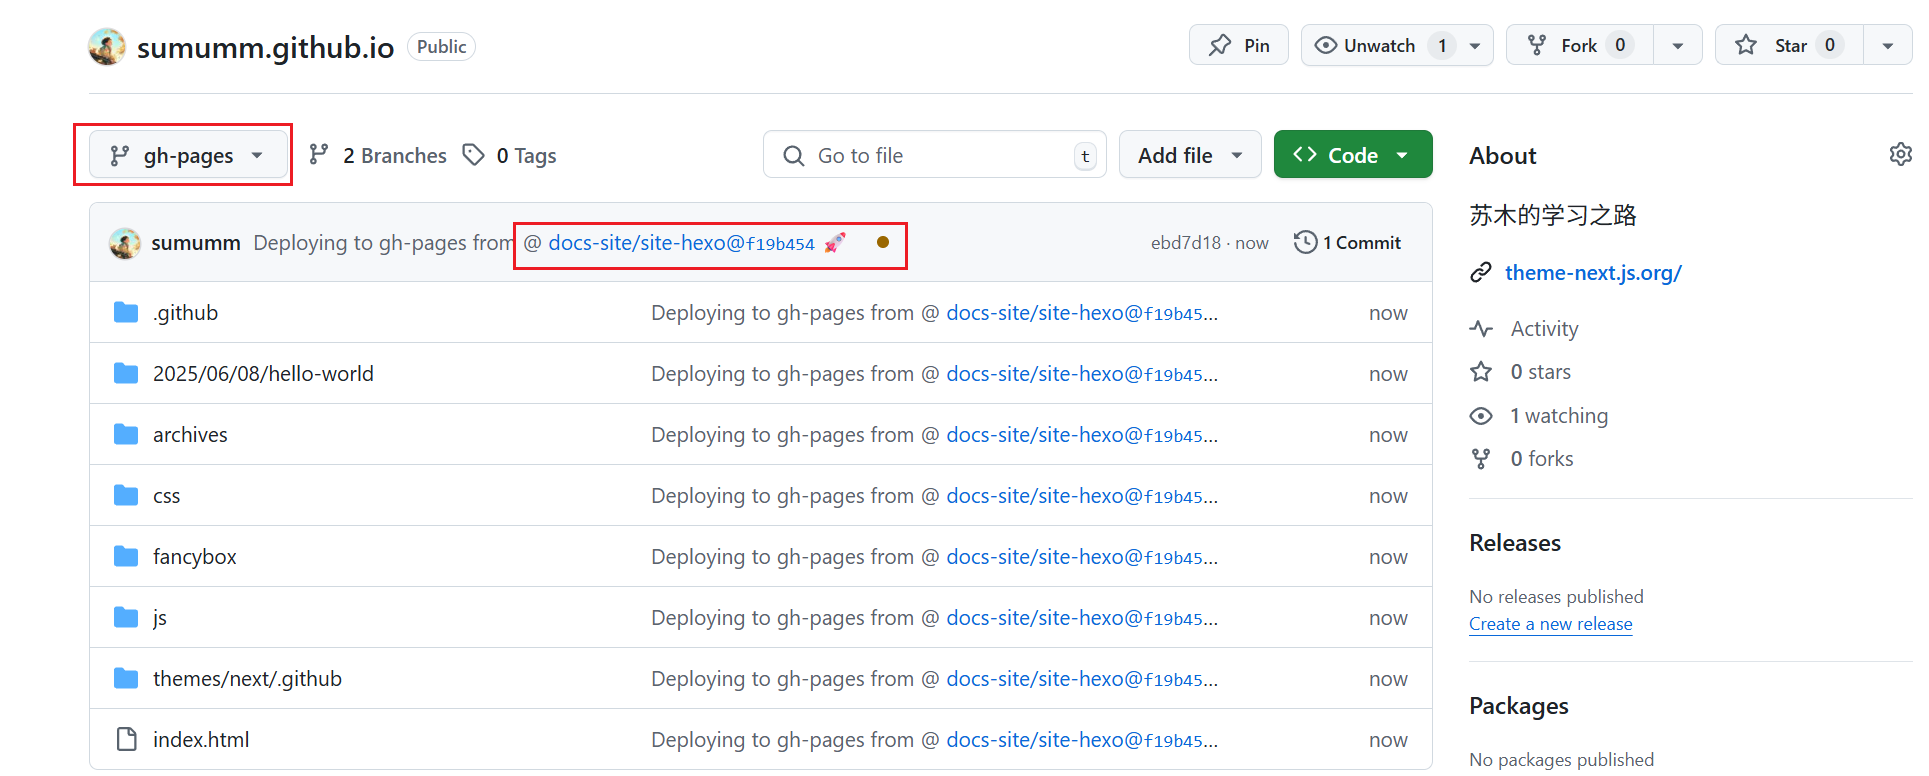 sumumm.github.io Public
Pin Unwatch 1 Fork 0 Star 0
gh-pages 2 Branches 0 Tags Go to file t Add file Code
sumumm Deploying to gh-pages from @ docs-site/site-hexo@f19b454 🚀 ebd7d18 · now 1 Commit
.github Deploying to gh-pages from @ docs-site/site-hexo@f19b45... now
2025/06/08/hello-world Deploying to gh-pages from @ docs-site/site-hexo@f19b45... now
archives Deploying to gh-pages from @ docs-site/site-hexo@f19b45... now
css Deploying to gh-pages from @ docs-site/site-hexo@f19b45... now
fancybox Deploying to gh-pages from @ docs-site/site-hexo@f19b45... now
js Deploying to gh-pages from @ docs-site/site-hexo@f19b45... now
themes/next/.github Deploying to gh-pages from @ docs-site/site-hexo@f19b45... now
index.html Deploying to gh-pages from @ docs-site/site-hexo@f19b45... now
About
苏木的学习之路
theme-next.js.org/
Activity
0 stars
1 watching
0 forks
Releases
No releases published
Create a new release
Packages
No packages published